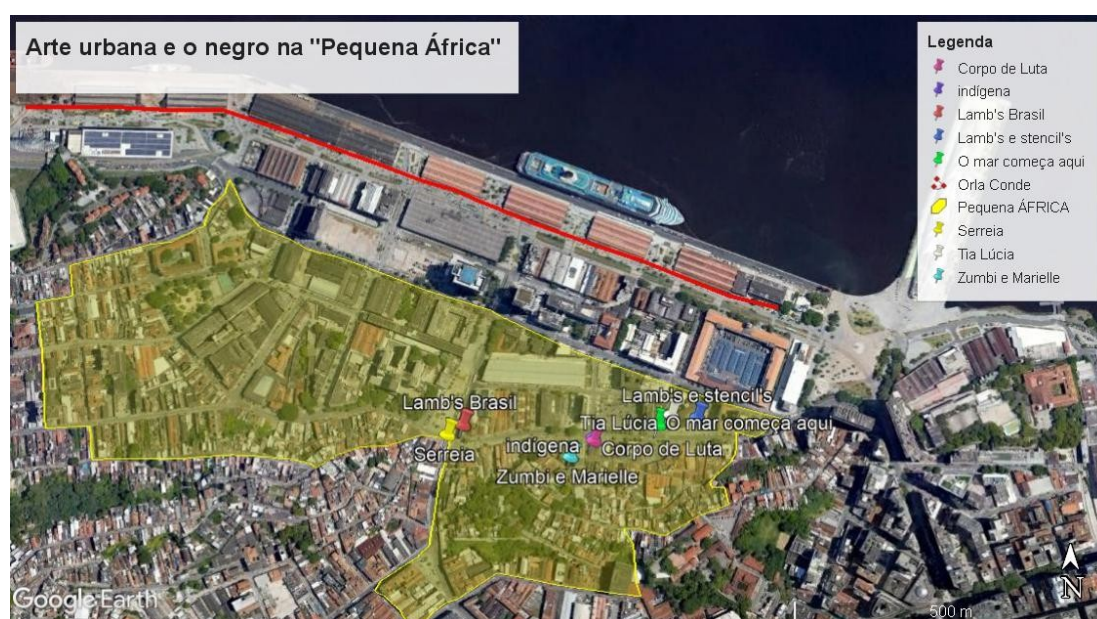 Arte urbana e o negro na "Pequena África"
Legenda
Corpo de Luta
indígena
Lamb's Brasil
Lamb's e stencil's
O mar começa aqui
Orla Conde
Pequena ÁFRICA
Serreia
Tia Lúcia
Zumbi e Marielle
Lamb's Brasil
Lamb's e stencil's
Tia Lúcia O mar começa aqui
Serreia
indígena
Corpo de Luta
Zumbi e Marielle
Google Earth
N
500 m